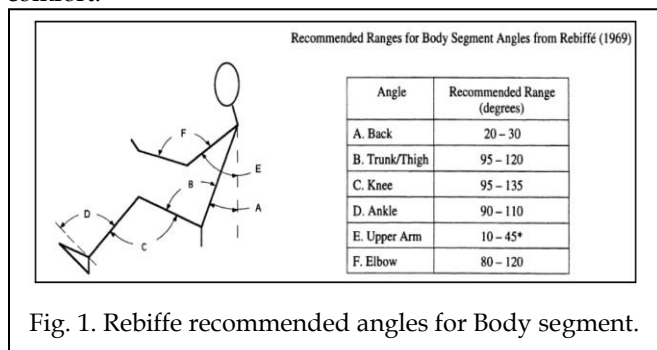 comfort.
Recommended Ranges for Body Segment Angles from Rebiffé (1969)
Angle Recommended Range (degrees)
A. Back 20 – 30
B. Trunk/Thigh 95 – 120
C. Knee 95 – 135
D. Ankle 90 – 110
E. Upper Arm 10 – 45*
F. Elbow 80 – 120
F
E
B
A
D
C
Fig. 1. Rebiffe recommended angles for Body segment.